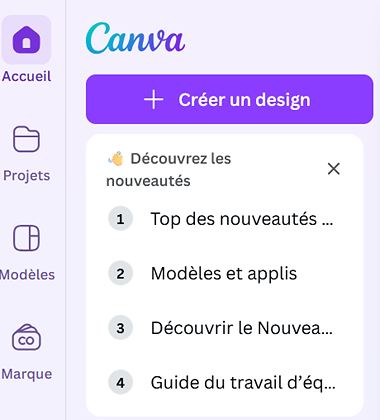 Canva
Accueil
Créer un design
Découvrez les
nouveautés
Projets
1 Top des nouveautés ...
Modèles
2 Modèles et applis
3 Découvrir le Nouvea...
CO
Marque
4 Guide du travail d'éq...